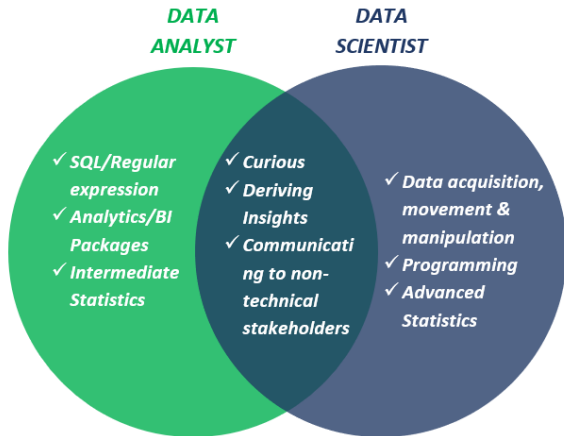 DATA
ANALYST
DATA
SCIENTIST
✓ SQL/Regular
expression
✓ Analytics/BI
Packages
✓ Intermediate
Statistics
✓ Curious
✓ Deriving
Insights
✓ Communicati
ng to non-
technical
stakeholders
✓ Data acquisition,
movement &
manipulation
✓ Programming
✓ Advanced
Statistics